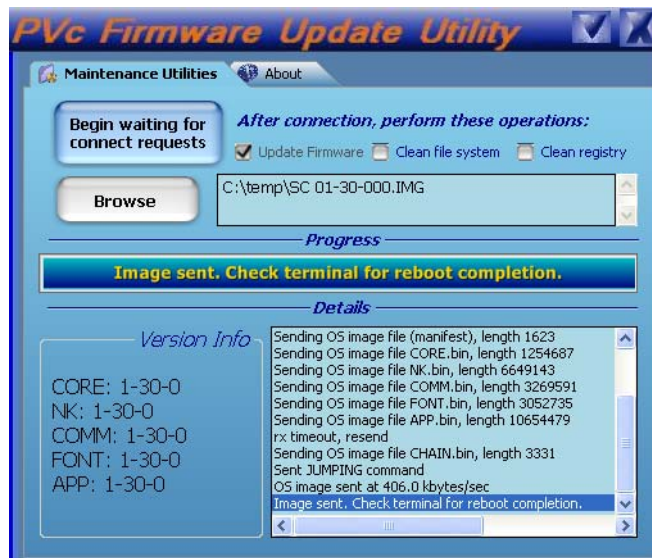 PVc Firmware Update Utility
Maintenance Utilities
About
Begin waiting for
connect requests
After connection, perform these operations:
Update Firmware
Clean file system
Clean registry
Browse
C:\temp\SC 01-30-000.IMG
Progress
Image sent. Check terminal for reboot completion.
Details
Version Info
CORE: 1-30-0
NK: 1-30-0
COMM: 1-30-0
FONT: 1-30-0
APP: 1-30-0
Sending OS image file (manifest), length 1623
Sending OS image file CORE.bin, length 1254687
Sending OS image file NK.bin, length 6649143
Sending OS image file COMM.bin, length 3269591
Sending OS image file FONT.bin, length 3052735
Sending OS image file APP.bin, length 10654479
rx timeout, resend
Sending OS image file CHAIN.bin, length 3331
Sent JUMPING command
OS image sent at 406.0 kbytes/sec
Image sent. Check terminal for reboot completion.